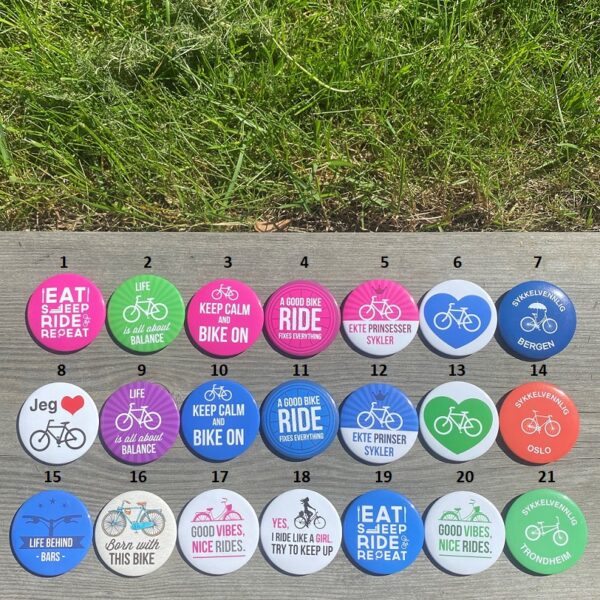 1 2 3 4 5 6 7
EAT
SLEEP
RIDE
REPEAT
LIFE
is all about
BALANCE
KEEP CALM
AND
BIKE ON
A GOOD BIKE
RIDE
FIXES EVERYTHING
EKTE PRINSESSER
SYKLER
SYKKELVENNLIG
BERGEN
8 9 10 11 12 13 14
Jeg
LIFE
is all about
BALANCE
KEEP CALM
AND
BIKE ON
A GOOD BIKE
RIDE
FIXES EVERYTHING
EKTE PRINSER
SYKLER
SYKKELVENNLIG
OSLO
15 16 17 18 19 20 21
LIFE BEHIND
- BARS -
Born with
THIS BIKE
GOOD VIBES,
NICE RIDES.
YES,
I RIDE LIKE A GIRL.
TRY TO KEEP UP
EAT
SLEEP
RIDE
REPEAT
GOOD VIBES,
NICE RIDES.
SYKKELVENNLIG
TRONDHEIM